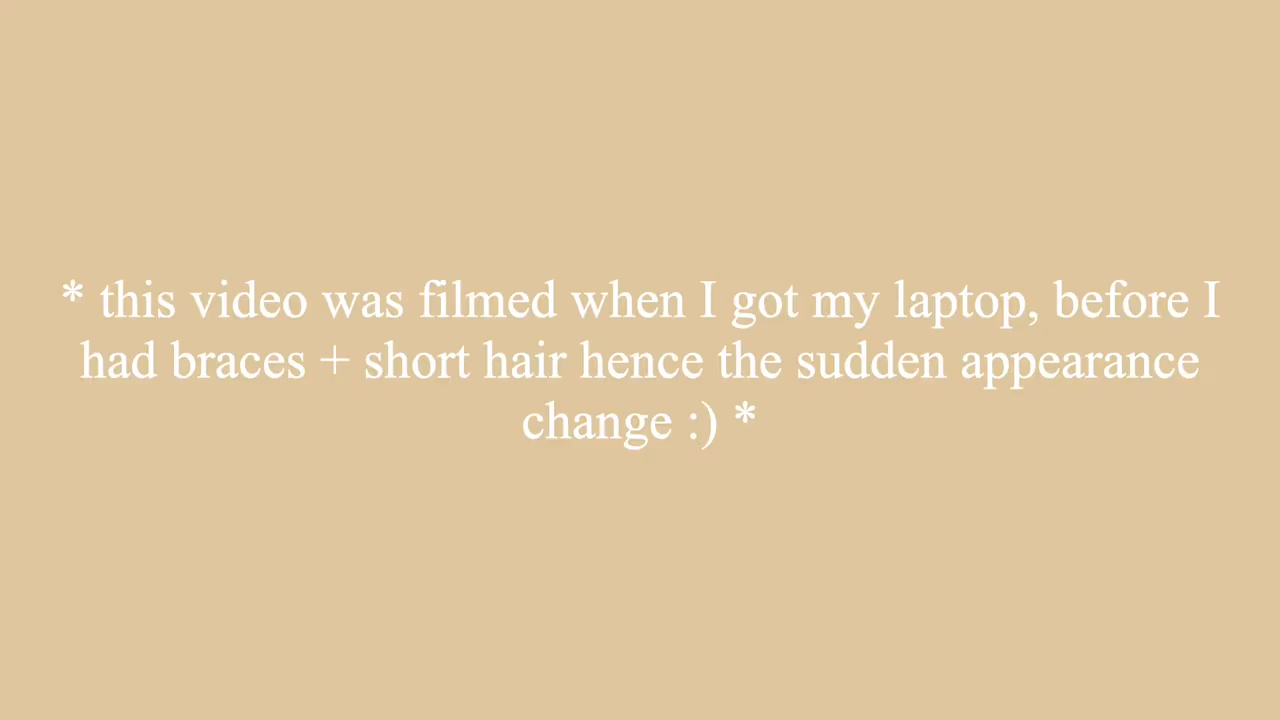 * this video was filmed when I got my laptop, before I
had braces + short hair hence the sudden appearance
change :) *